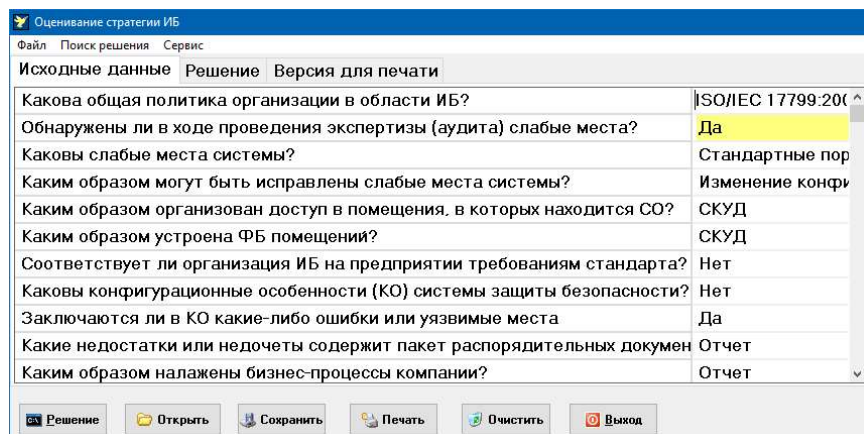 Оценивание стратегии ИБ
Файл Поиск решения Сервис
Исходные данные Решение Версия для печати
Какова общая политика организации в области ИБ? ISO/IEC 17799:200
Обнаружены ли в ходе проведения экспертизы (аудита) слабые места? Да
Каковы слабые места системы? Стандартные пор
Каким образом могут быть исправлены слабые места системы? Изменение конфи
Каким образом организован доступ в помещения, в которых находится СО? СКУД
Каким образом устроена ФБ помещений? СКУД
Соответствует ли организация ИБ на предприятии требованиям стандарта? Нет
Каковы конфигурационные особенности (КО) системы защиты безопасности? Нет
Заключаются ли в КО какие-либо ошибки или уязвимые места Да
Какие недостатки или недочеты содержит пакет распорядительных докумен Отчет
Каким образом налажены бизнес-процессы компании? Отчет
Решение Открыть Сохранить Печать Очистить Выход